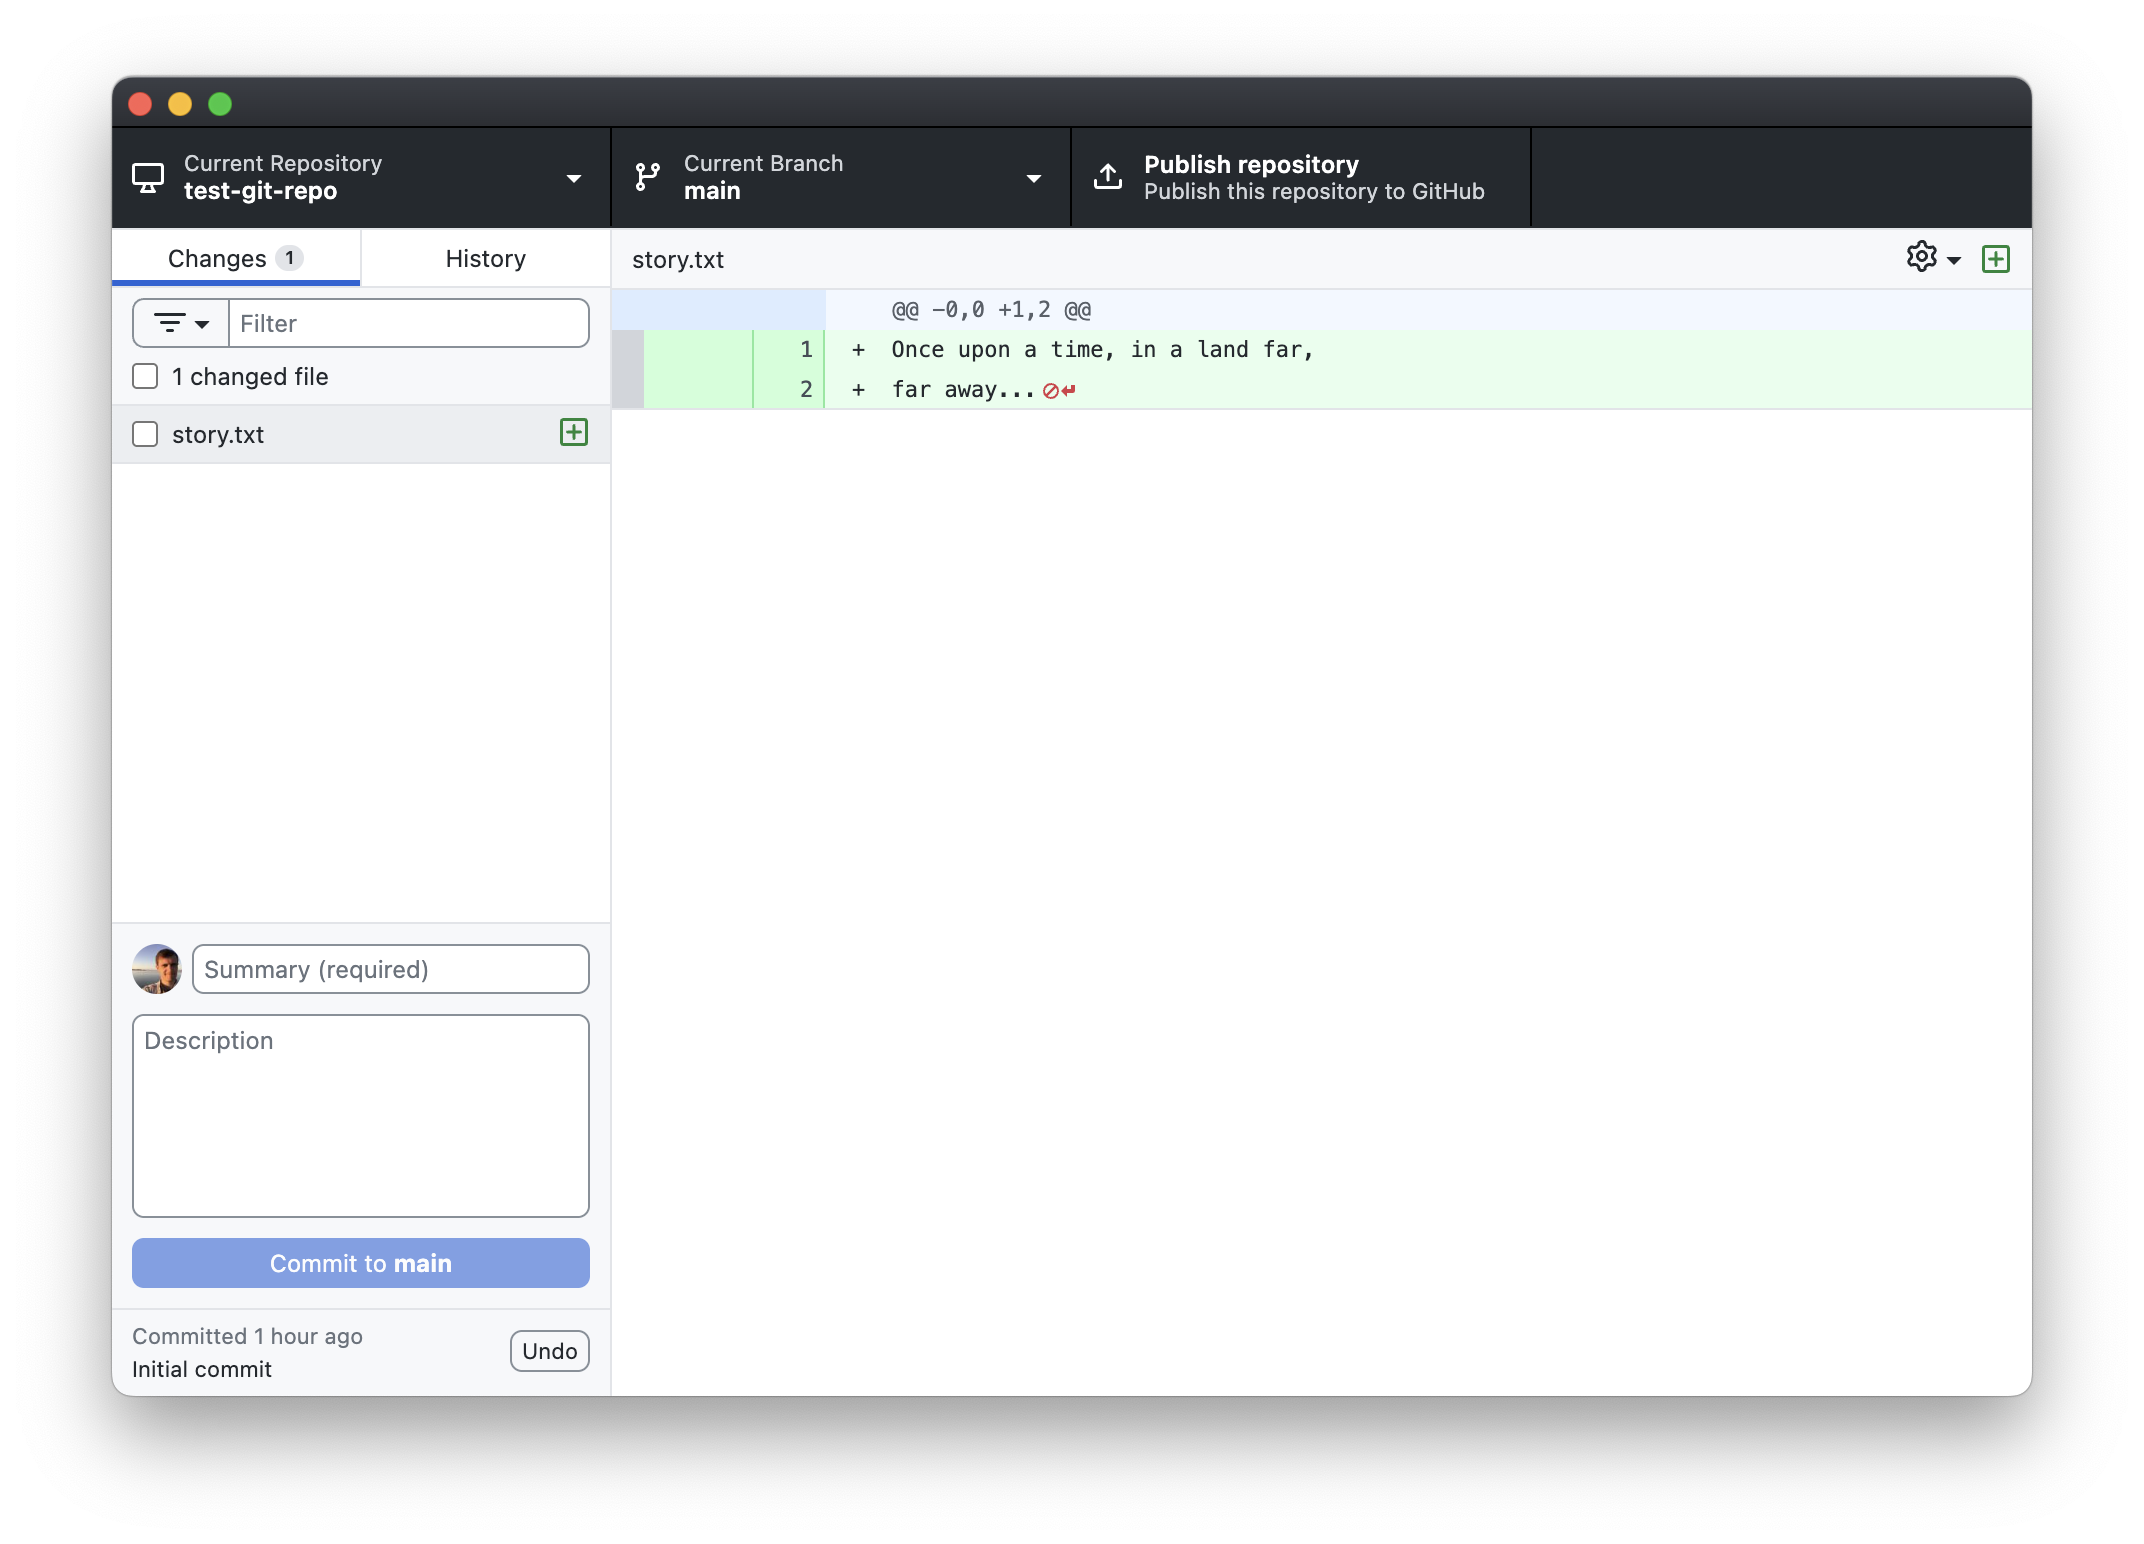 Current Repository
test-git-repo
Current Branch
main
Publish repository
Publish this repository to GitHub
Changes 1
History
story.txt
Filter
@@ -0,0 +1,2 @@
1 + Once upon a time, in a land far,
2 + far away...
1 changed file
story.txt
Summary (required)
Description
Commit to main
Committed 1 hour ago
Initial commit
Undo